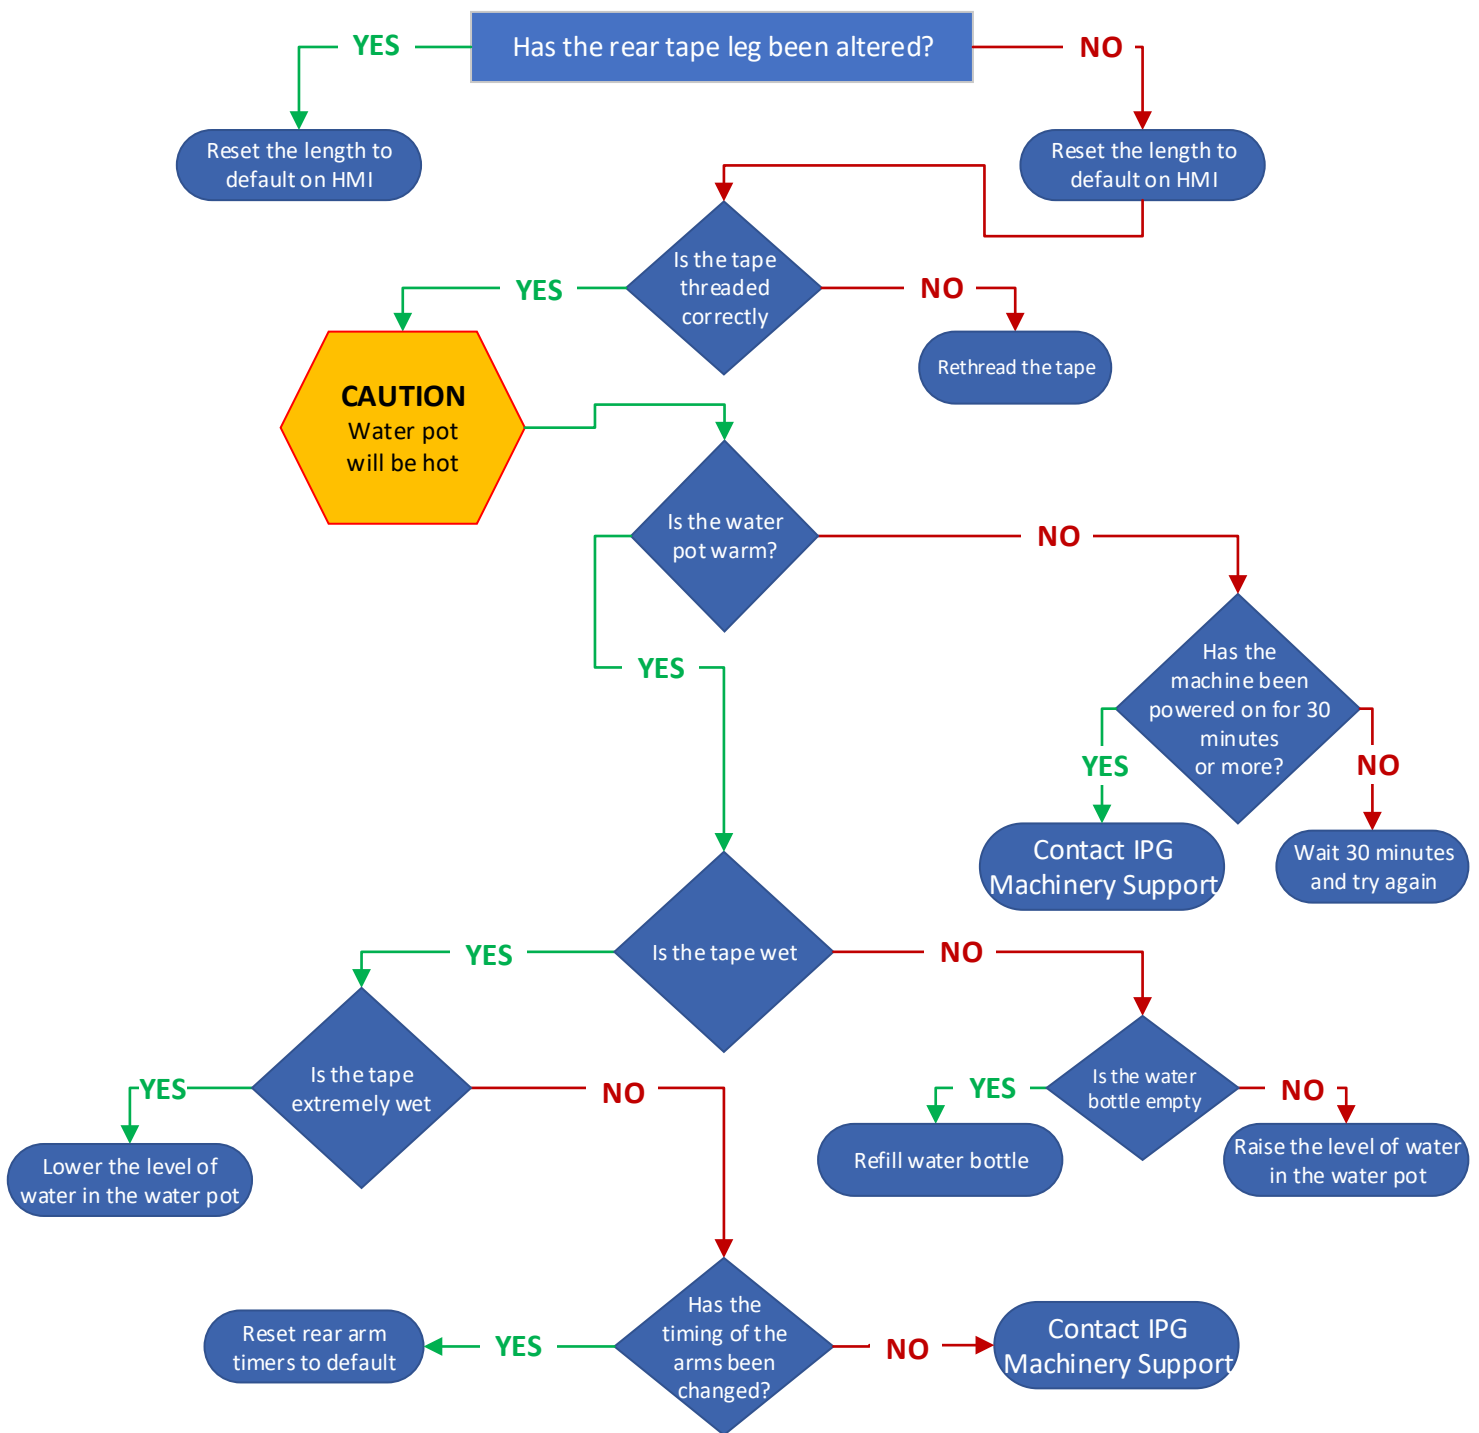 Has the rear tape leg been altered?
YES
NO
Reset the length to
default on HMI
Reset the length to
default on HMI
Is the tape
threaded
correctly
YES
NO
CAUTION
Water pot
will be hot
Rethread the tape
Is the water
pot warm?
NO
YES
Has the
machine been
powered on for 30
minutes
or more?
YES
NO
Contact IPG
Machinery Support
Wait 30 minutes
and try again
Is the tape wet
YES
NO
Is the tape
extremely wet
YES
NO
Is the water
bottle empty
YES
NO
Lower the level of
water in the water pot
Refill water bottle
Raise the level of water
in the water pot
Has the
timing of the
arms been
changed?
YES
NO
Reset rear arm
timers to default
Contact IPG
Machinery Support